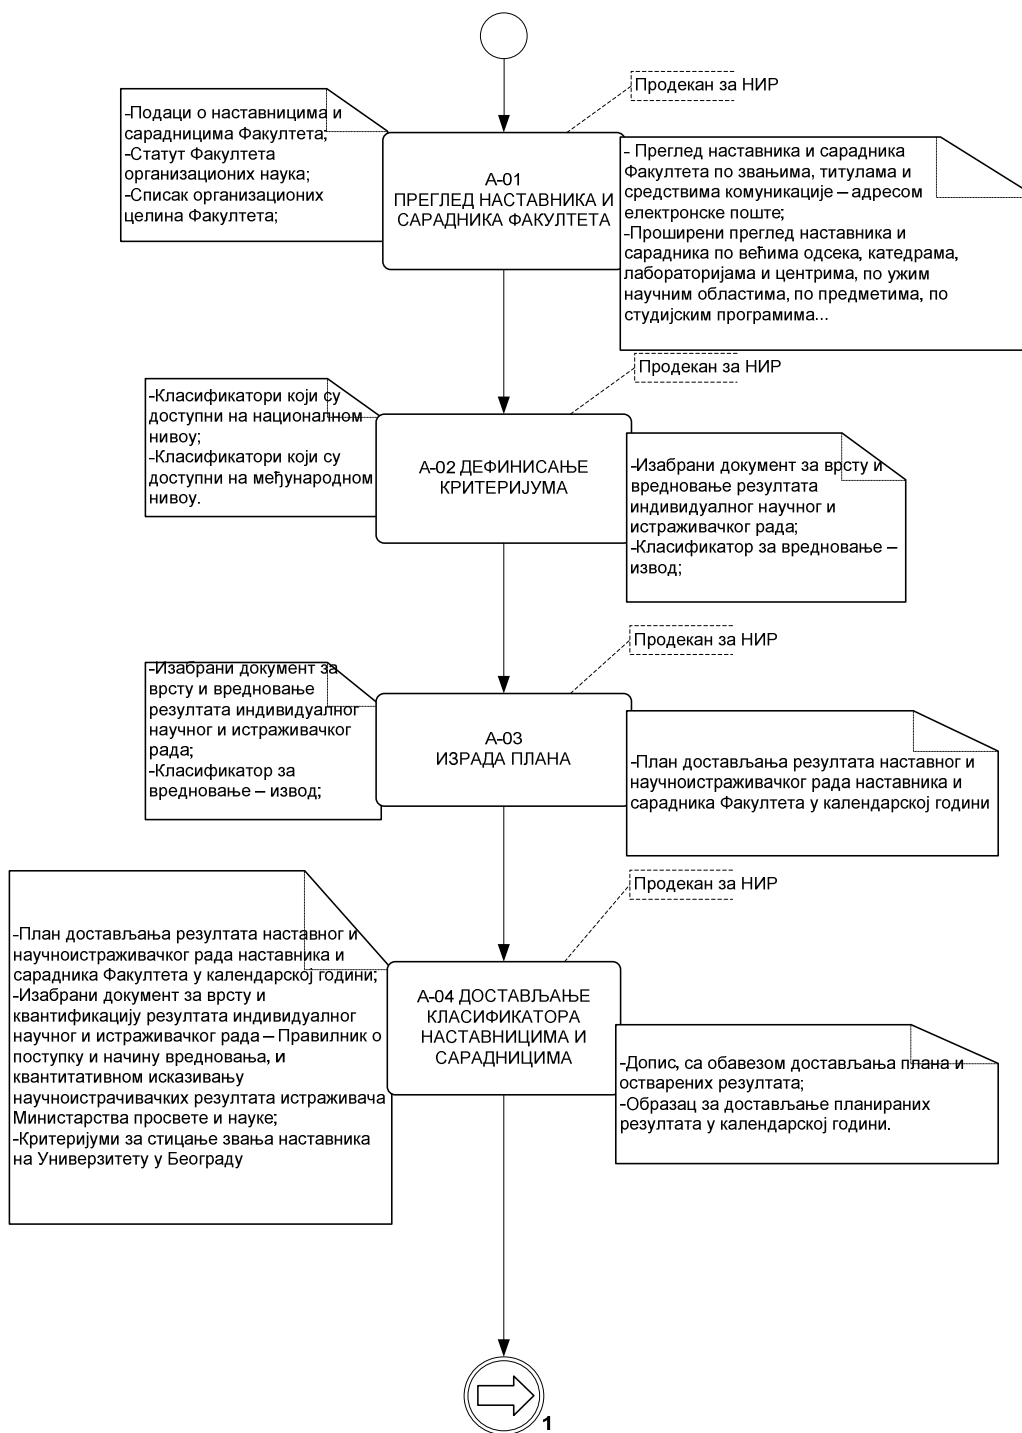 Продекан за НИР
-Подаци о наставницима и
сарадницима Факултета;
-Статут Факултета
организационих наука;
-Списак организационих
целина Факултета;
А-01
ПРЕГЛЕД НАСТАВНИКА И
САРАДНИКА ФАКУЛТЕТА
- Преглед наставника и сарадника
Факултета по звањима, титулама и
средствима комуникације – адресом
електронске поште;
-Проширени преглед наставника и
сарадника по већима одсека, катедрама,
лабораторијама и центрима, по ужим
научним областима, по предметима, по
студијским програмима...
Продекан за НИР
-Класификатори који су
доступни на националном
нивоу;
-Класификатори који су
доступни на међународном
нивоу.
А-02 ДЕФИНИСАЊЕ
КРИТЕРИЈУМА
-Изабрани документ за врсту и
вредновање резултата
индивидуалног научног и
истраживачког рада;
-Класификатор за вредновање –
извод;
Продекан за НИР
-Изабрани документ за
врсту и вредновање
резултата индивидуалног
научног и истраживачког
рада;
-Класификатор за
вредновање – извод;
А-03
ИЗРАДА ПЛАНА
-План достављања резултата наставног и
научноистраживачког рада наставника и
сарадника Факултета у календарској години
Продекан за НИР
-План достављања резултата наставног и
научноистраживачког рада наставника и
сарадника Факултета у календарској години;
-Изабрани документ за врсту и
квантификацију резултата индивидуалног
научног и истраживачког рада – Правилник о
поступку и начину вредновања, и
квантитативном исказивању
научноистрачивачких резултата истраживача
Министарства просвете и науке;
-Критеријуми за стицање звања наставника
на Универзитету у Београду
А-04 ДОСТАВЉАЊЕ
КЛАСИФИКАТОРА
НАСТАВНИЦИМА И
САРАДНИЦИМА
-Допис, са обавезом достављања плана и
остварених резултата;
-Образац за достављање планираних
резултата у календарској години.
1